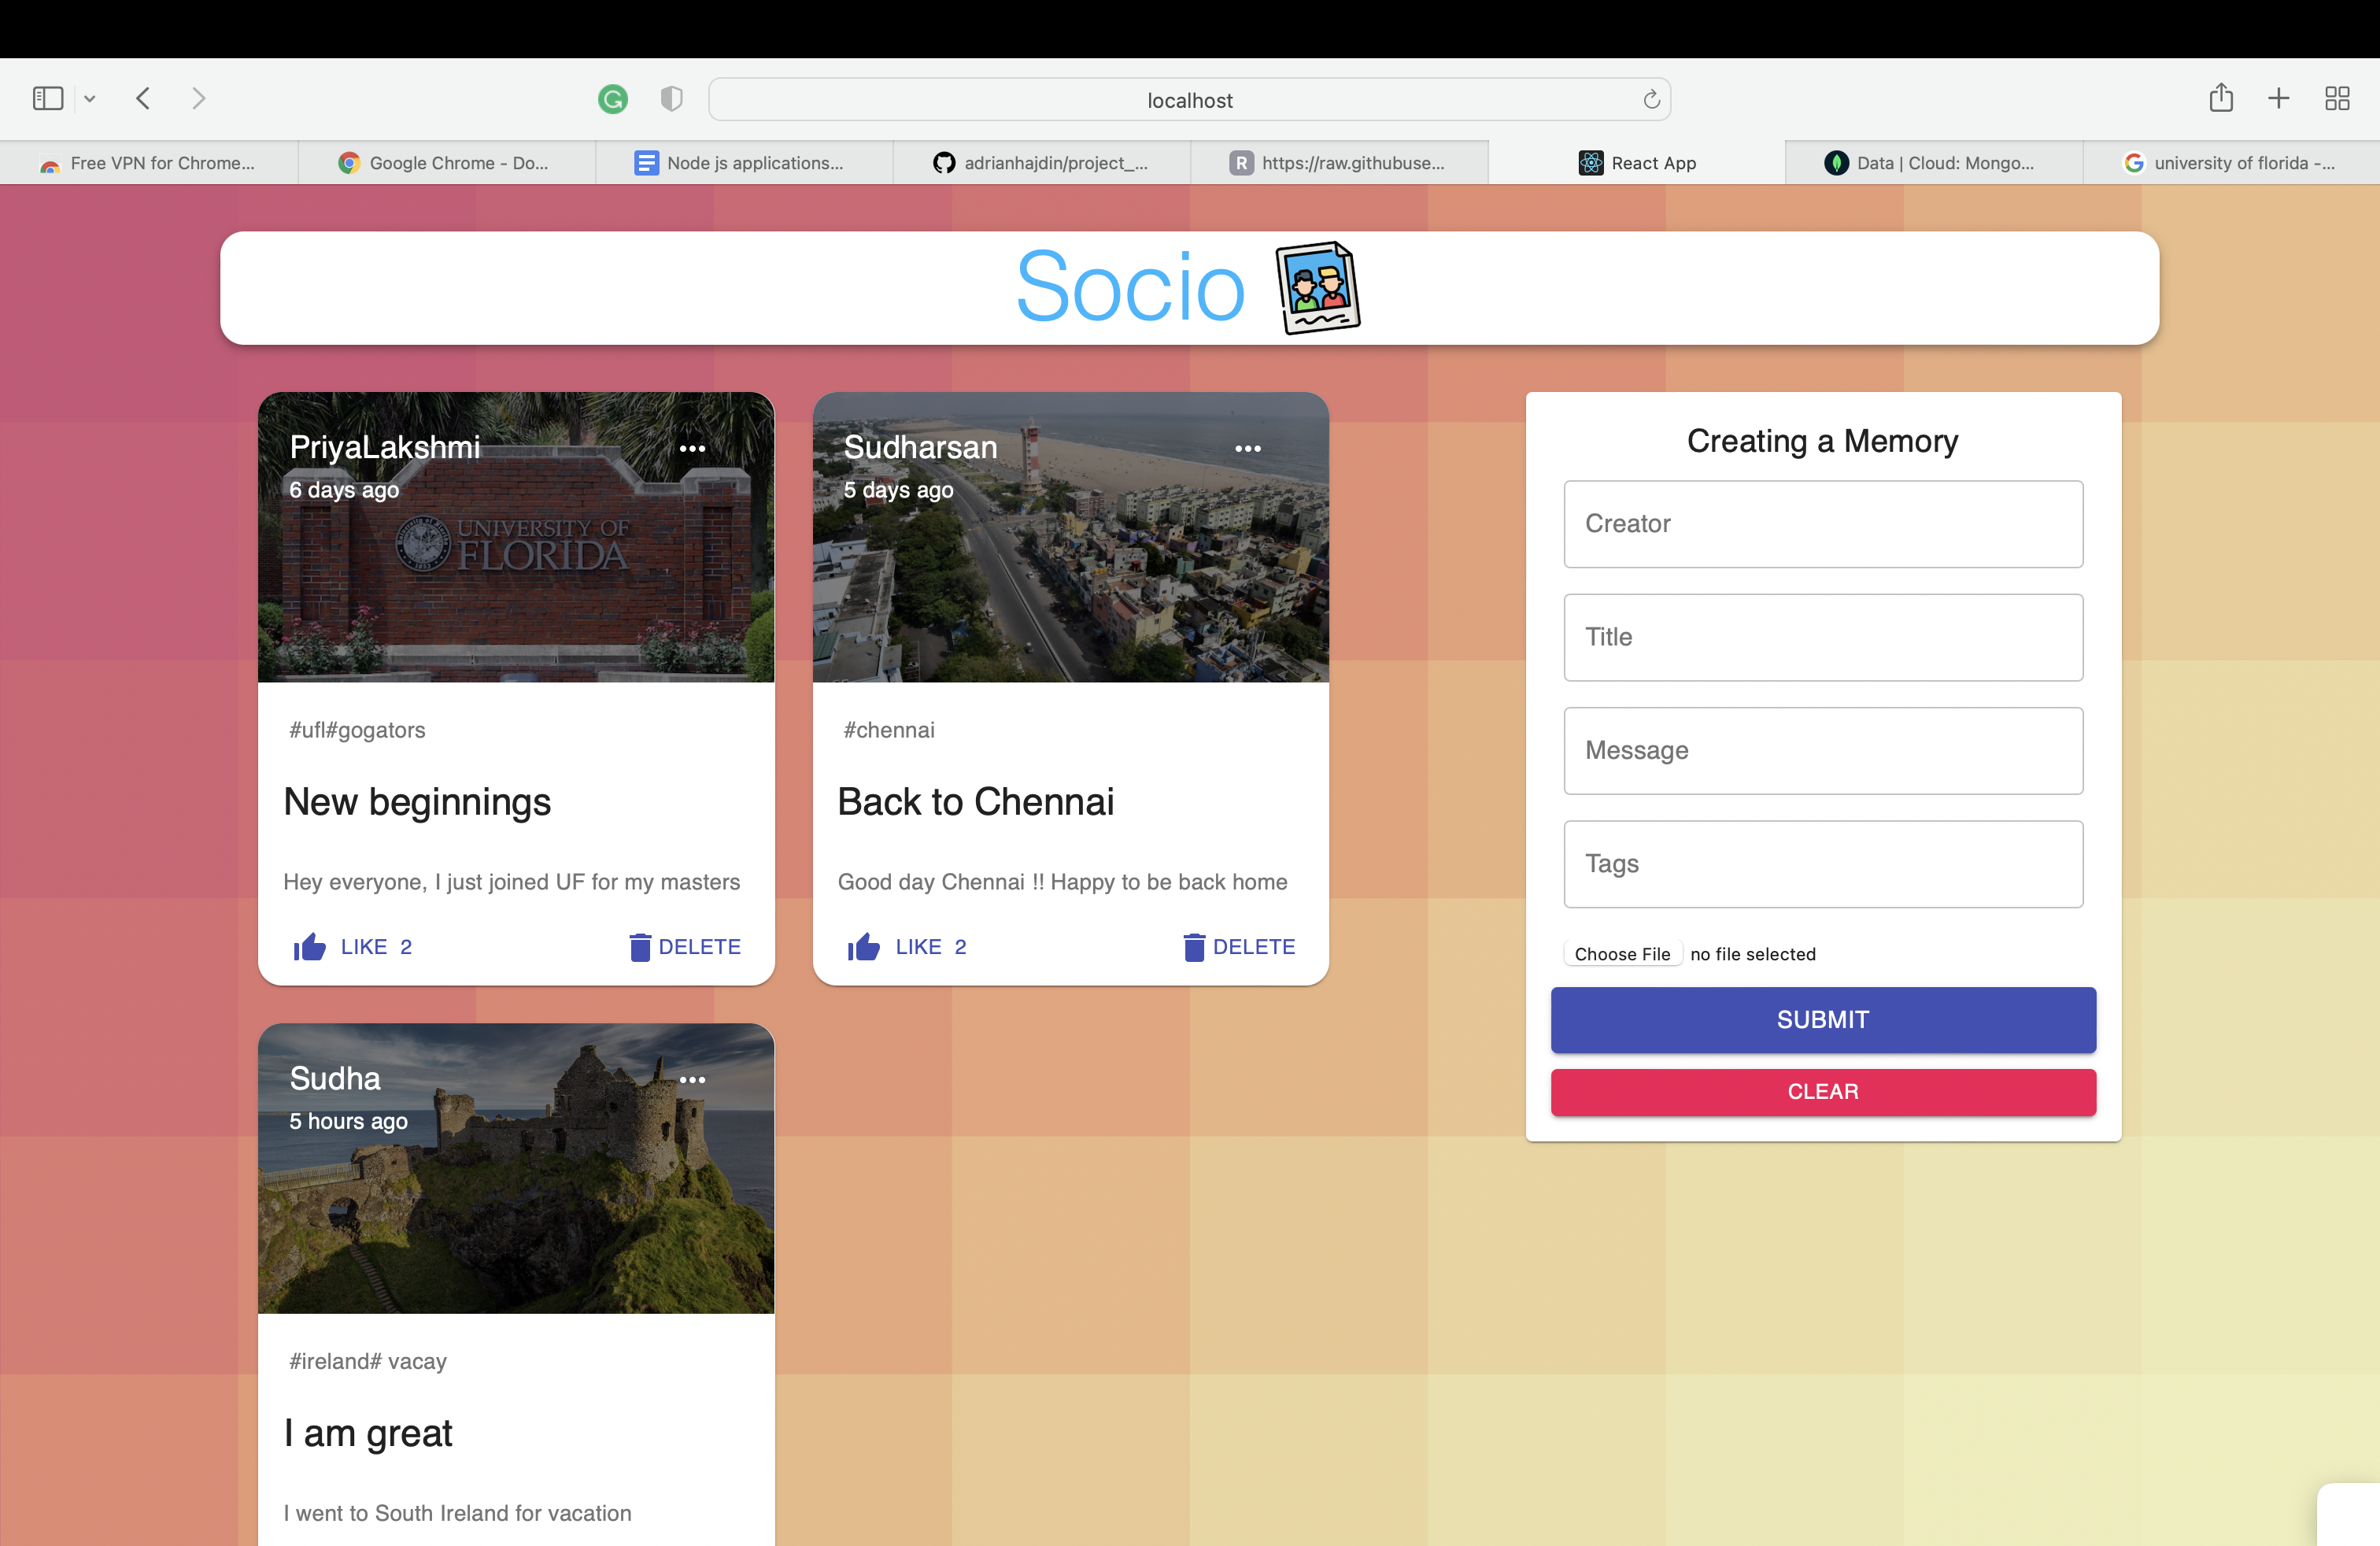 localhost
Free VPN for Chrome...
Google Chrome - Do...
Node js applications...
adrianhajdin/project_...
R
https://raw.githubuse...
React App
Data | Cloud: Mongo...
university of florida -...
Socio
PriyaLakshmi
6 days ago
UNIVERSITY OF
FLORIDA
#ufl#gogators
New beginnings
Hey everyone, I just joined UF for my masters
LIKE 2
DELETE
Sudharsan
5 days ago
#chennai
Back to Chennai
Good day Chennai !! Happy to be back home
LIKE 2
DELETE
Sudha
5 hours ago
#ireland# vacay
I am great
I went to South Ireland for vacation
Creating a Memory
Creator
Title
Message
Tags
Choose File no file selected
SUBMIT
CLEAR